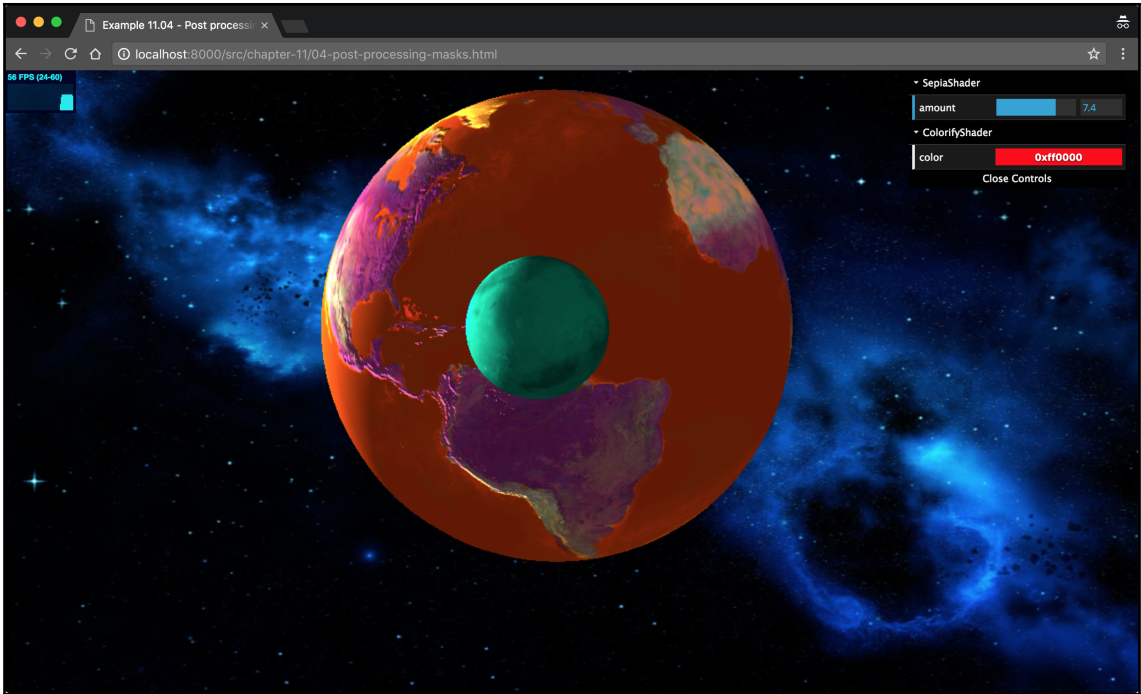 Example 11.04 - Post processin
localhost:8000/src/chapter-11/04-post-processing-masks.html
56 FPS (24-60)
SepiaShader
amount 7.4
ColorifyShader
color 0xff0000
Close Controls